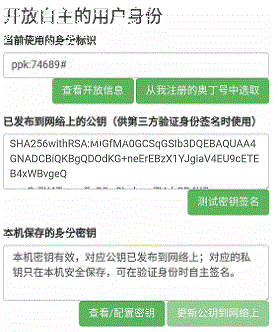 开放自主的用户身份
当前使用的身份标识
ppk:74689#
查看开放信息 从我注册的奥丁号中选取
已发布到网络上的公钥（供第三方验证身份签名时使用）
SHA256withRSA:MIGfMA0GCSqGSIb3DQEBAQUAA4
GNADCBiQKBgQDOdKG+neErEBzX1YJgiaV4EU9cETE
B4xWBvgeQ
测试密钥签名
本机保存的身份密钥
本机密钥有效，对应公钥已发布到网络上；对应的私
钥只在本机安全保存，可在验证身份时自主签名。
查看/配置密钥 更新公钥到网络上